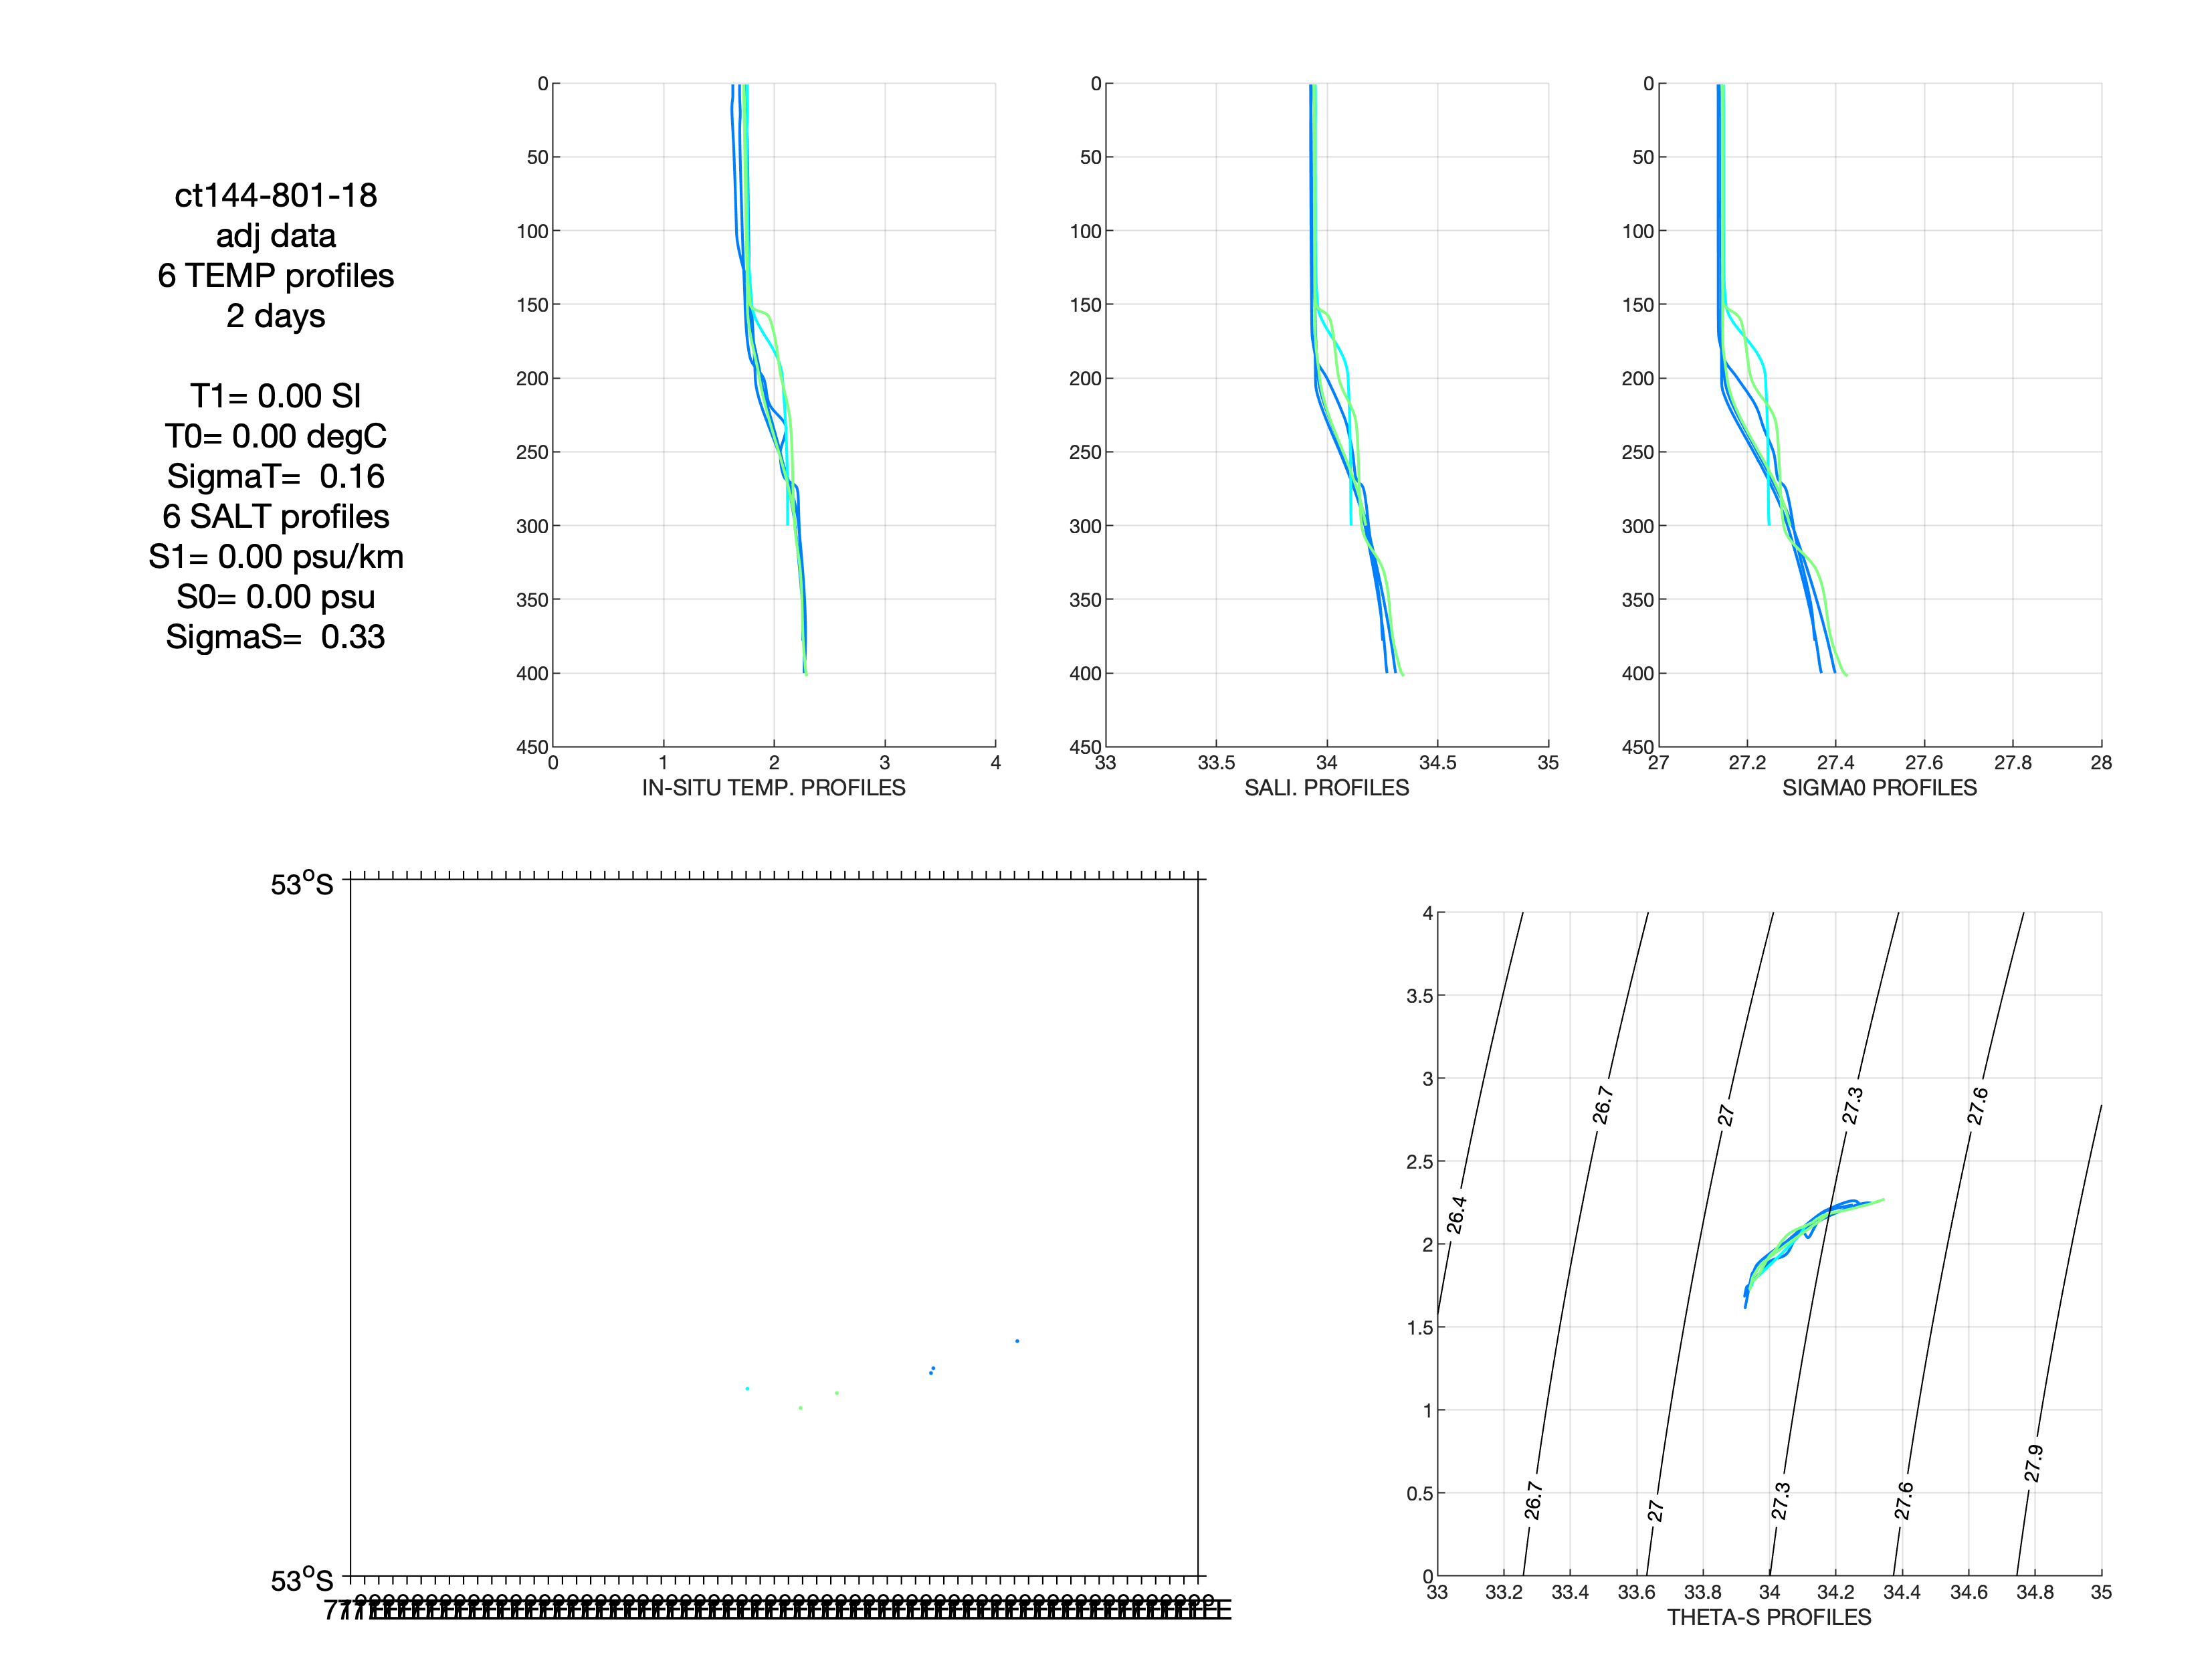 ct144-801-18
adj data
6 TEMP profiles
2 days
T1= 0.00 SI
T0= 0.00 degC
SigmaT= 0.16
6 SALT profiles
S1= 0.00 psu/km
S0= 0.00 psu
SigmaS= 0.33
0
50
100
150
200
250
300
350
400
450
0 1 2 3 4
IN-SITU TEMP. PROFILES
0
50
100
150
200
250
300
350
400
450
33 33.5 34 34.5 35
SALI. PROFILES
0
50
100
150
200
250
300
350
400
450
27 27.2 27.4 27.6 27.8 28
SIGMA0 PROFILES
53°S
53°S
4
3.5
3
2.5
2
1.5
1
0.5
0
26.4
26.7
27
27.3
27.6
26.7
27
27.3
27.6
27.9
33 33.2 33.4 33.6 33.8 34 34.2 34.4 34.6 34.8 35
THETA-S PROFILES